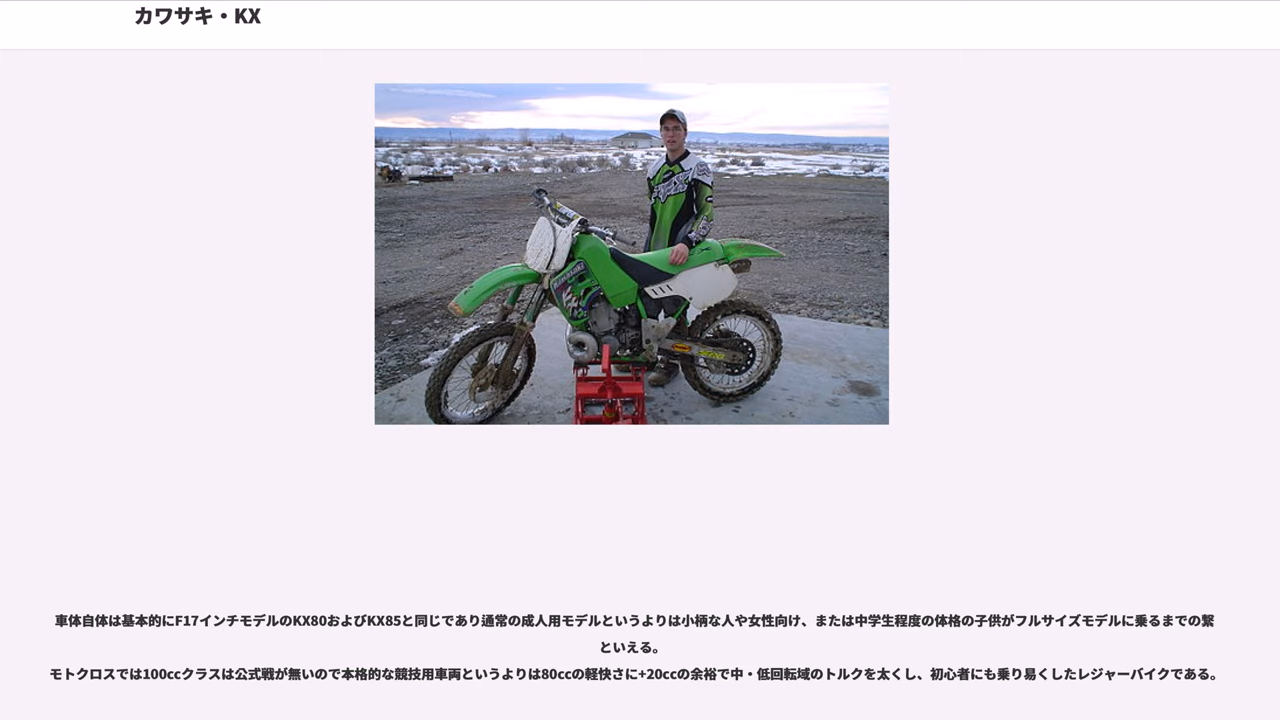 カワサキ・KX
車体自体は基本的にF17インチモデルのKX80およびKX85と同じであり通常の成人用モデルというよりは小柄な人や女性向け、または中学生程度の体格の子供がフルサイズモデルに乗るまでの繋
といえる。
モトクロスでは100ccクラスは公式戦が無いので本格的な競技用車両というよりは80ccの軽快さに+20ccの余裕で中・低回転域のトルクを太くし、初心者にも乗り易くしたレジャーバイクである。